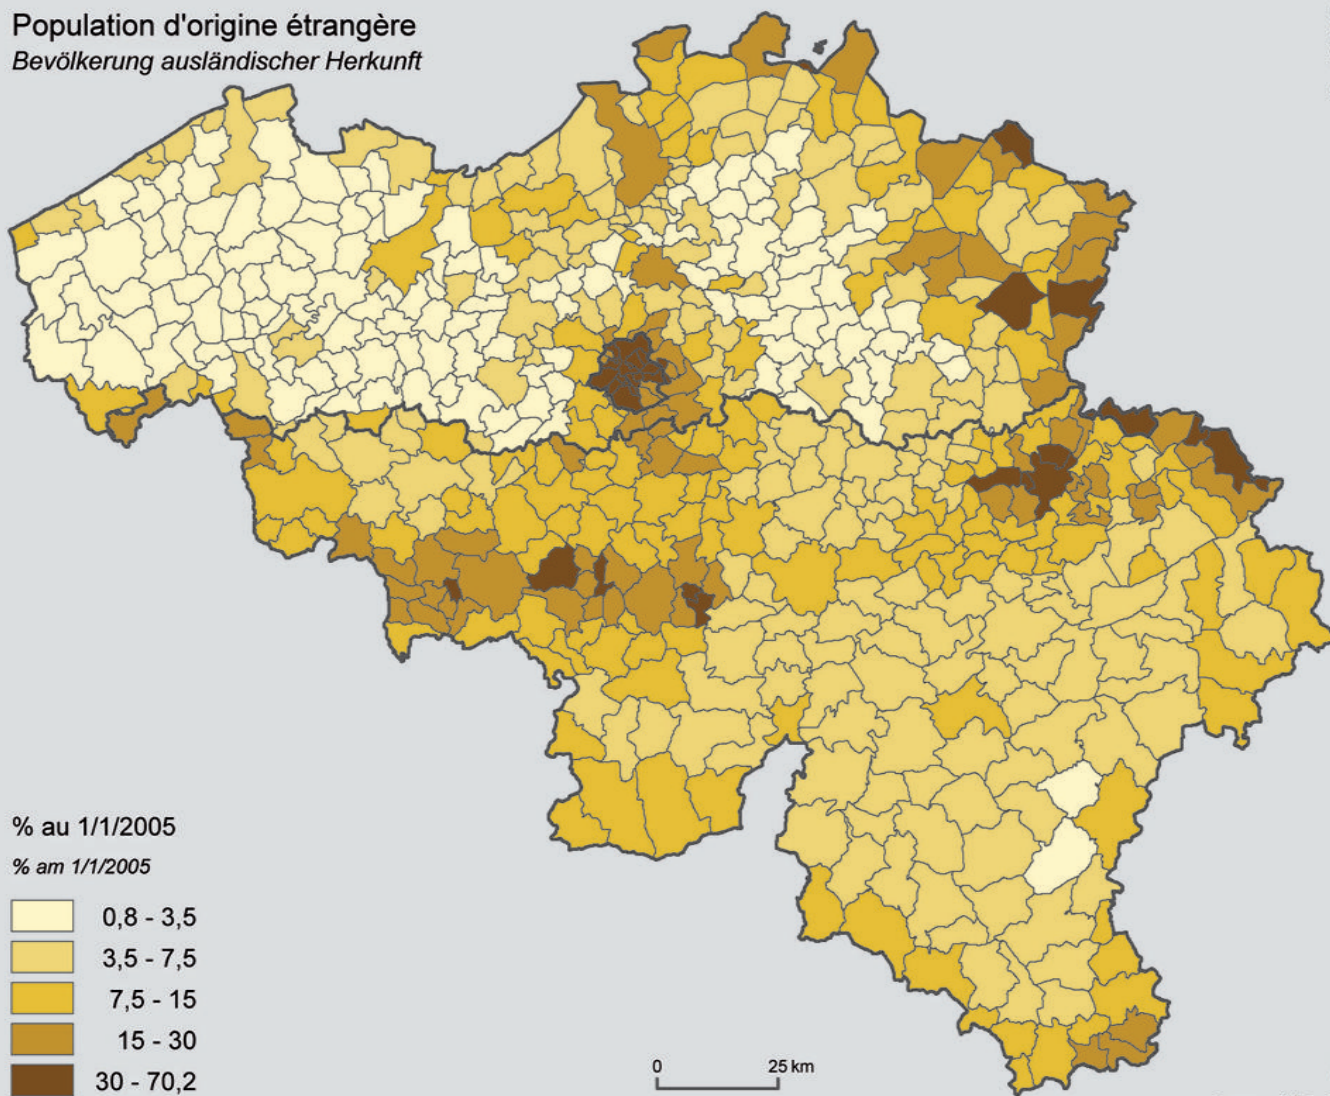 Population d'origine étrangère
Bevölkerung ausländischer Herkunft
% au 1/1/2005
% am 1/1/2005
0,8 - 3,5
3,5 - 7,5
7,5 - 15
15 - 30
30 - 70,2
0 25 km